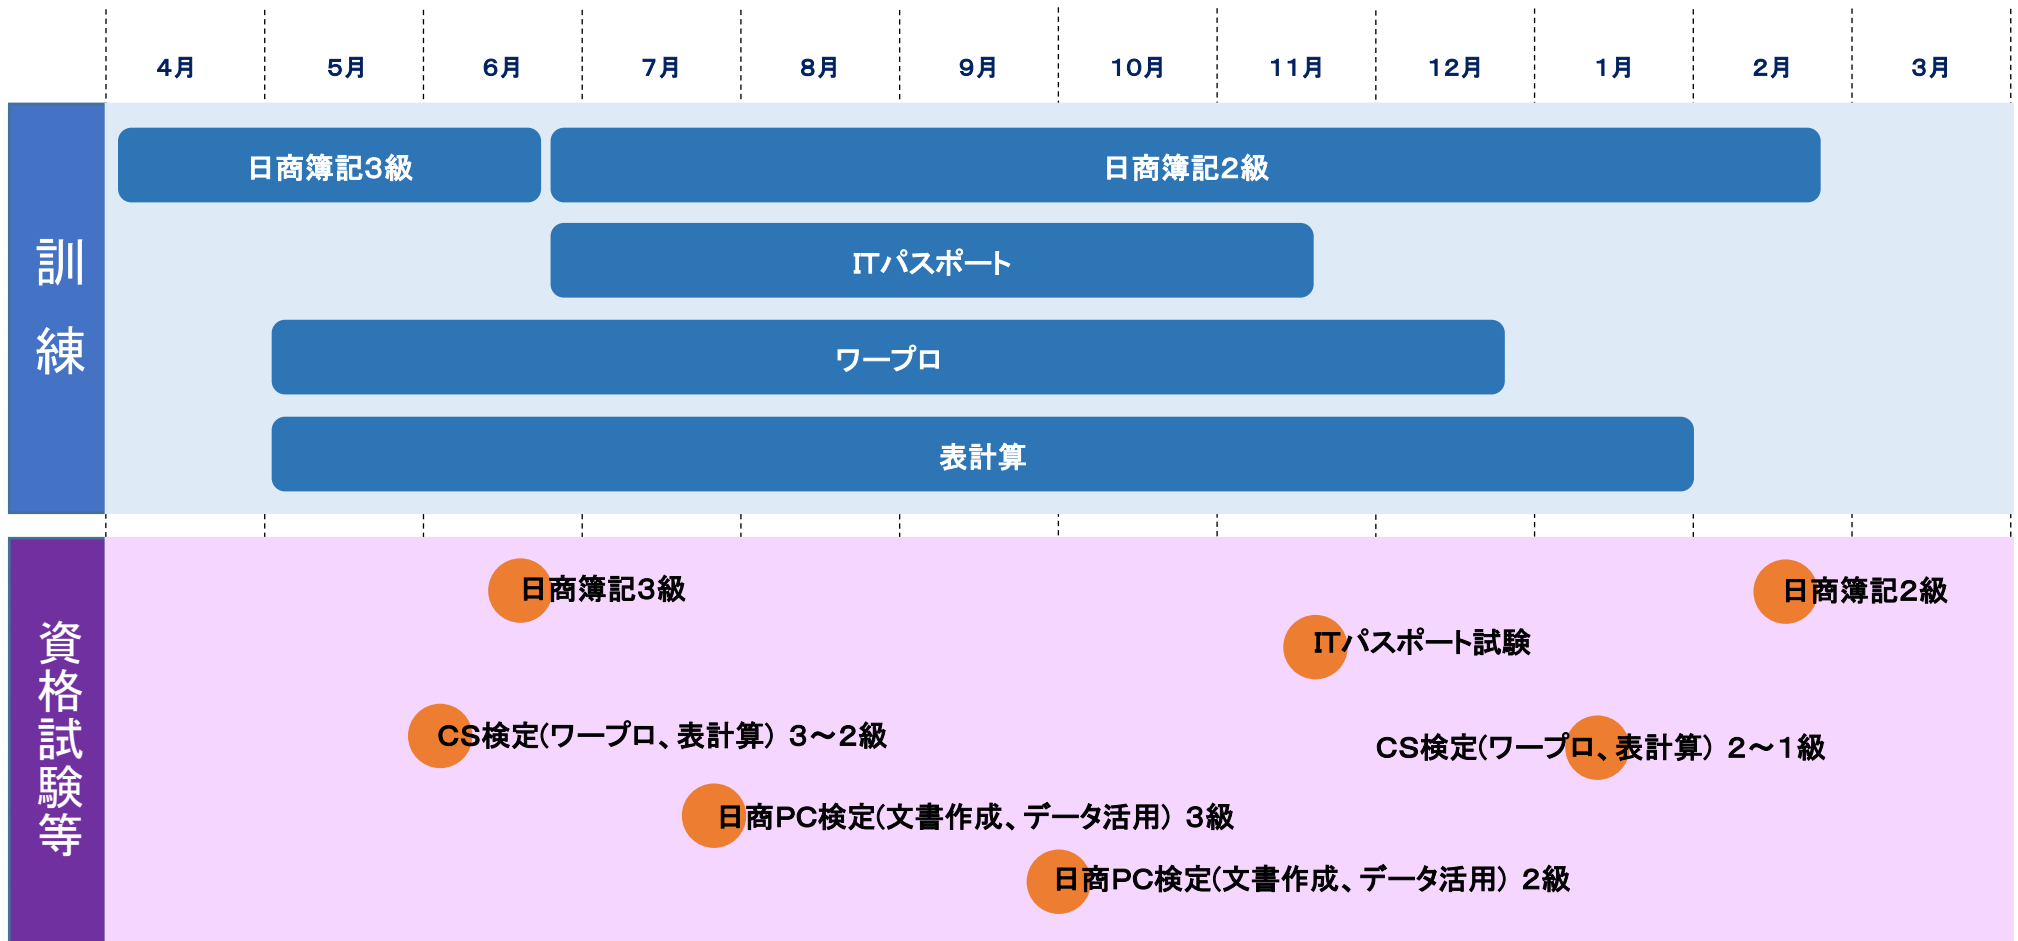 4月 5月 6月 7月 8月 9月 10月 11月 12月 1月 2月 3月
訓練
日商簿記3級 日商簿記2級
ITパスポート
ワープロ
表計算
資格試験等
日商簿記3級 日商簿記2級
ITパスポート試験
CS検定(ワープロ、表計算) 3～2級 CS検定(ワープロ、表計算) 2～1級
日商PC検定(文書作成、データ活用) 3級
日商PC検定(文書作成、データ活用) 2級